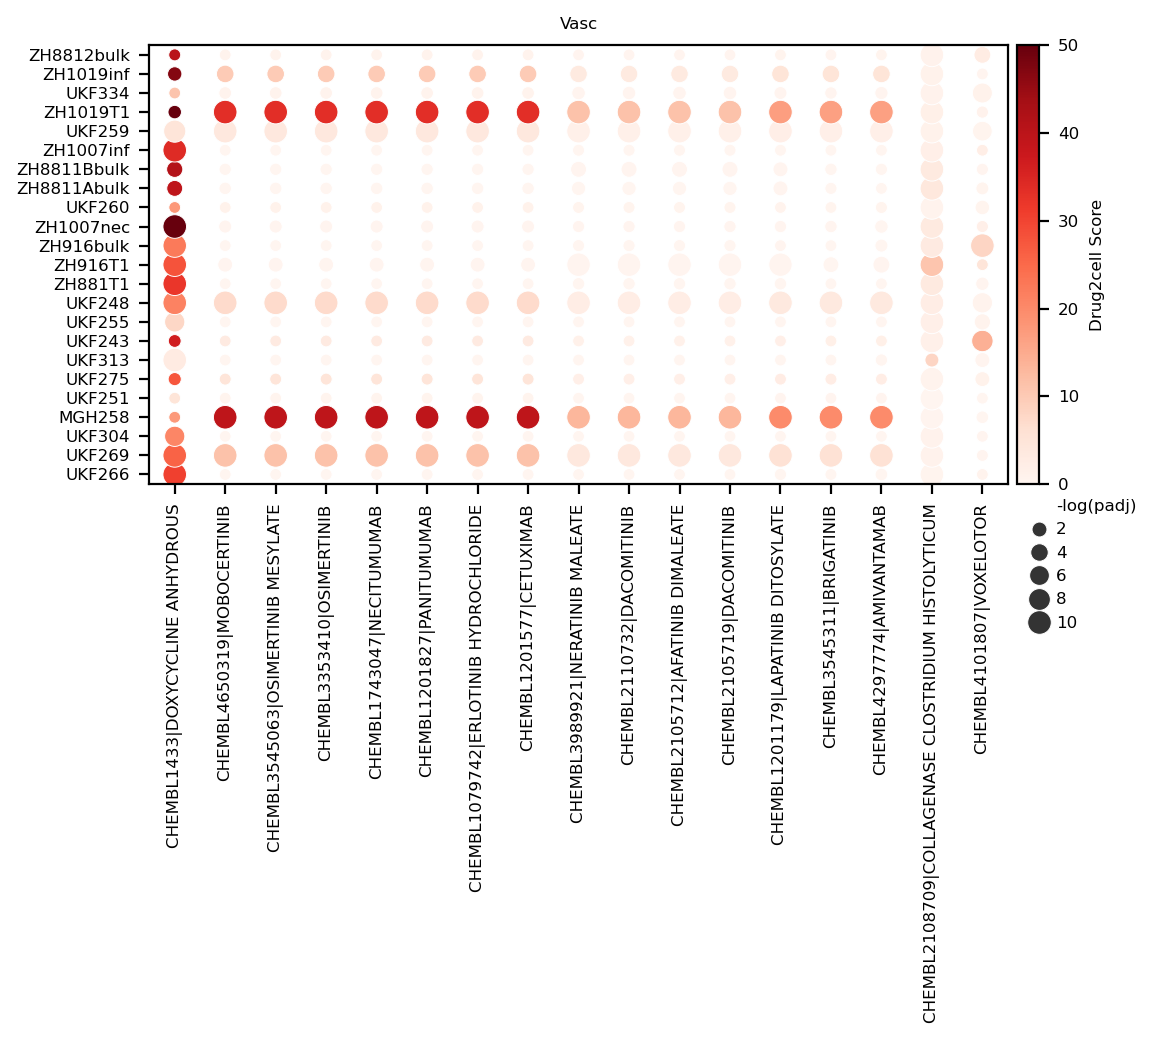 Vasc
ZH8812bulk
ZH1019inf
UKF334
ZH1019T1
UKF259
ZH1007inf
ZH8811Bbulk
ZH8811Abulk
UKF260
ZH1007nec
ZH916bulk
ZH916T1
ZH881T1
UKF248
UKF255
UKF243
UKF313
UKF275
UKF251
MGH258
UKF304
UKF269
UKF266
CHEMBL1433|DOXYCYCLINE ANHYDROUS
CHEMBL4650319|MOBOCERTINIB
CHEMBL3545063|OSIMERTINIB MESYLATE
CHEMBL3353410|OSIMERTINIB
CHEMBL1743047|NECITUMUMAB
CHEMBL1201827|PANITUMUMAB
CHEMBL1079742|ERLOTINIB HYDROCHLORIDE
CHEMBL1201577|CETUXIMAB
CHEMBL3989921|NERATINIB MALEATE
CHEMBL2110732|DACOMITINIB
CHEMBL2105712|AFATINIB DIMALEATE
CHEMBL2105719|DACOMITINIB
CHEMBL1201179|LAPATINIB DITOSYLATE
CHEMBL3545311|BRIGATINIB
CHEMBL4297774|AMIVANTAMAB
CHEMBL2108709|COLLAGENASE CLOSTRIDIUM HISTOLYTICUM
CHEMBL4101807|VOXELOTOR
50
40
30
20
10
0
Drug2cell Score
-log(padj)
2
4
6
8
10